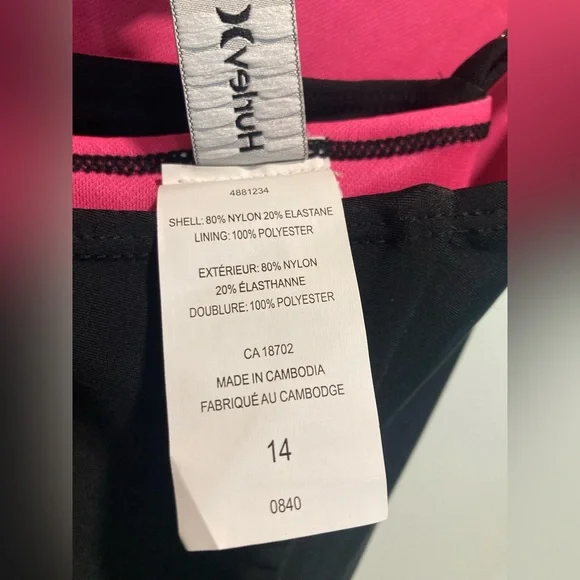 Hurley
4881234
SHELL: 80% NYLON 20% ELASTANE
LINING: 100% POLYESTER
EXTÉRIEUR: 80% NYLON
20% ÉLASTHANNE
DOUBLURE: 100% POLYESTER
CA 18702
MADE IN CAMBODIA
FABRIQUÉ AU CAMBODGE
14
0840